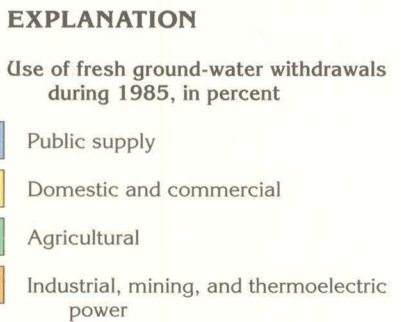 EXPLANATION
Use of fresh ground-water withdrawals
during 1985, in percent
Public supply
Domestic and commercial
Agricultural
Industrial, mining, and thermoelectric
power